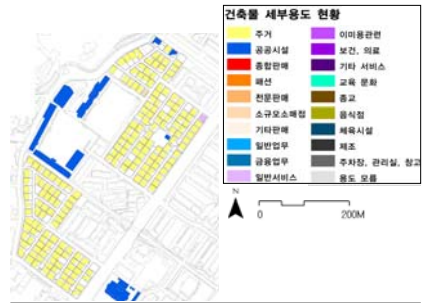 건축물 세부용도 현황
주거
공공시설
종합판매
패션
전문판매
소규모소매점
기타판매
일반업무
금융업무
일반서비스
이미용관련
보건, 의료
기타 서비스
교육 문화
종교
음식점
체육시설
제조
주차장, 관리실, 창고
용도 모름
N
0 200M